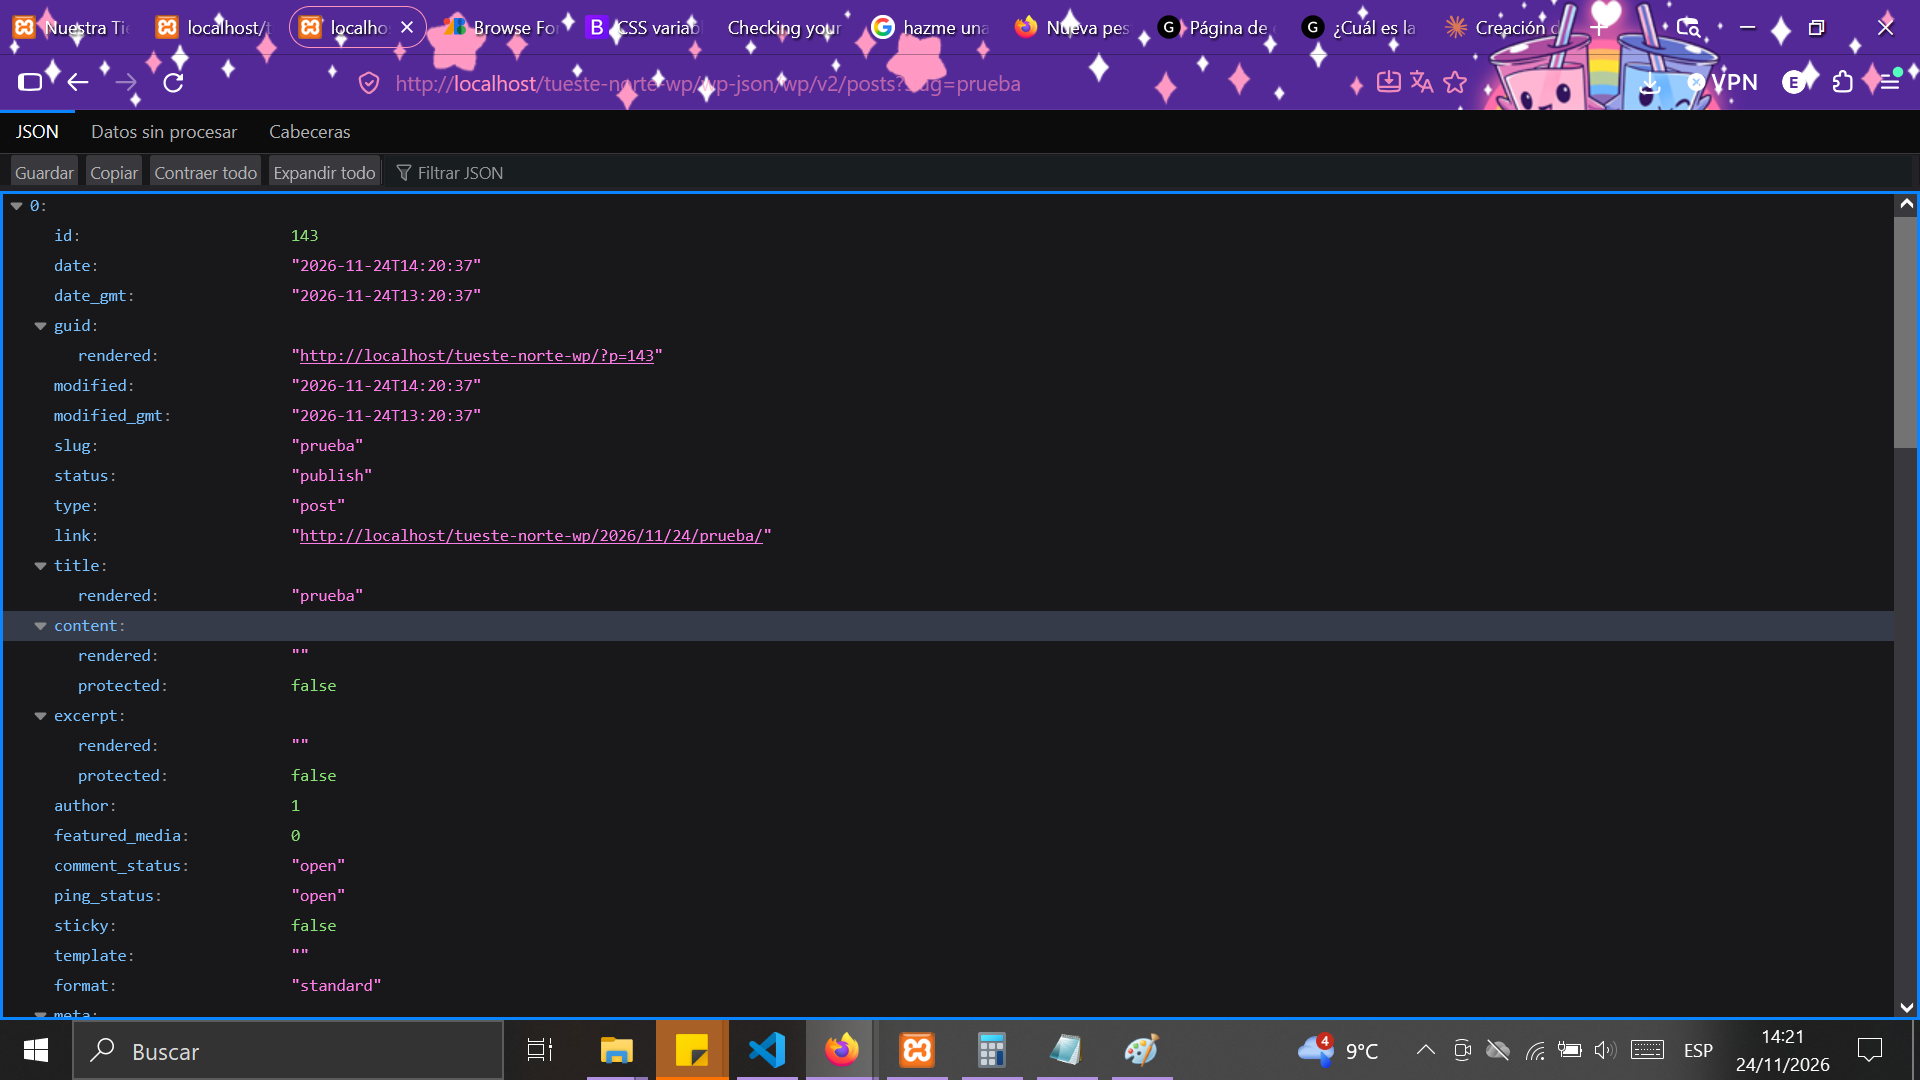 Nuestra Tie
localhost/t
localho
Browse Fo
CSS variab
Checking your
hazme una
Nueva pes
Página de
¿Cuál es la
Creación d
http://localhost/tueste-norte-wp/wp-json/wp/v2/posts?slug=prueba
VPN
E
JSON
Datos sin procesar
Cabeceras
Guardar
Copiar
Contraer todo
Expandir todo
Filtrar JSON
0:
id: 143
date: "2026-11-24T14:20:37"
date_gmt: "2026-11-24T13:20:37"
guid:
rendered: "http://localhost/tueste-norte-wp/?p=143"
modified: "2026-11-24T14:20:37"
modified_gmt: "2026-11-24T13:20:37"
slug: "prueba"
status: "publish"
type: "post"
link: "http://localhost/tueste-norte-wp/2026/11/24/prueba/"
title:
rendered: "prueba"
content:
rendered: ""
protected: false
excerpt:
rendered: ""
protected: false
author: 1
featured_media: 0
comment_status: "open"
ping_status: "open"
sticky: false
template: ""
format: "standard"
meta:
Buscar
4
9°C
ESP
14:21
24/11/2026